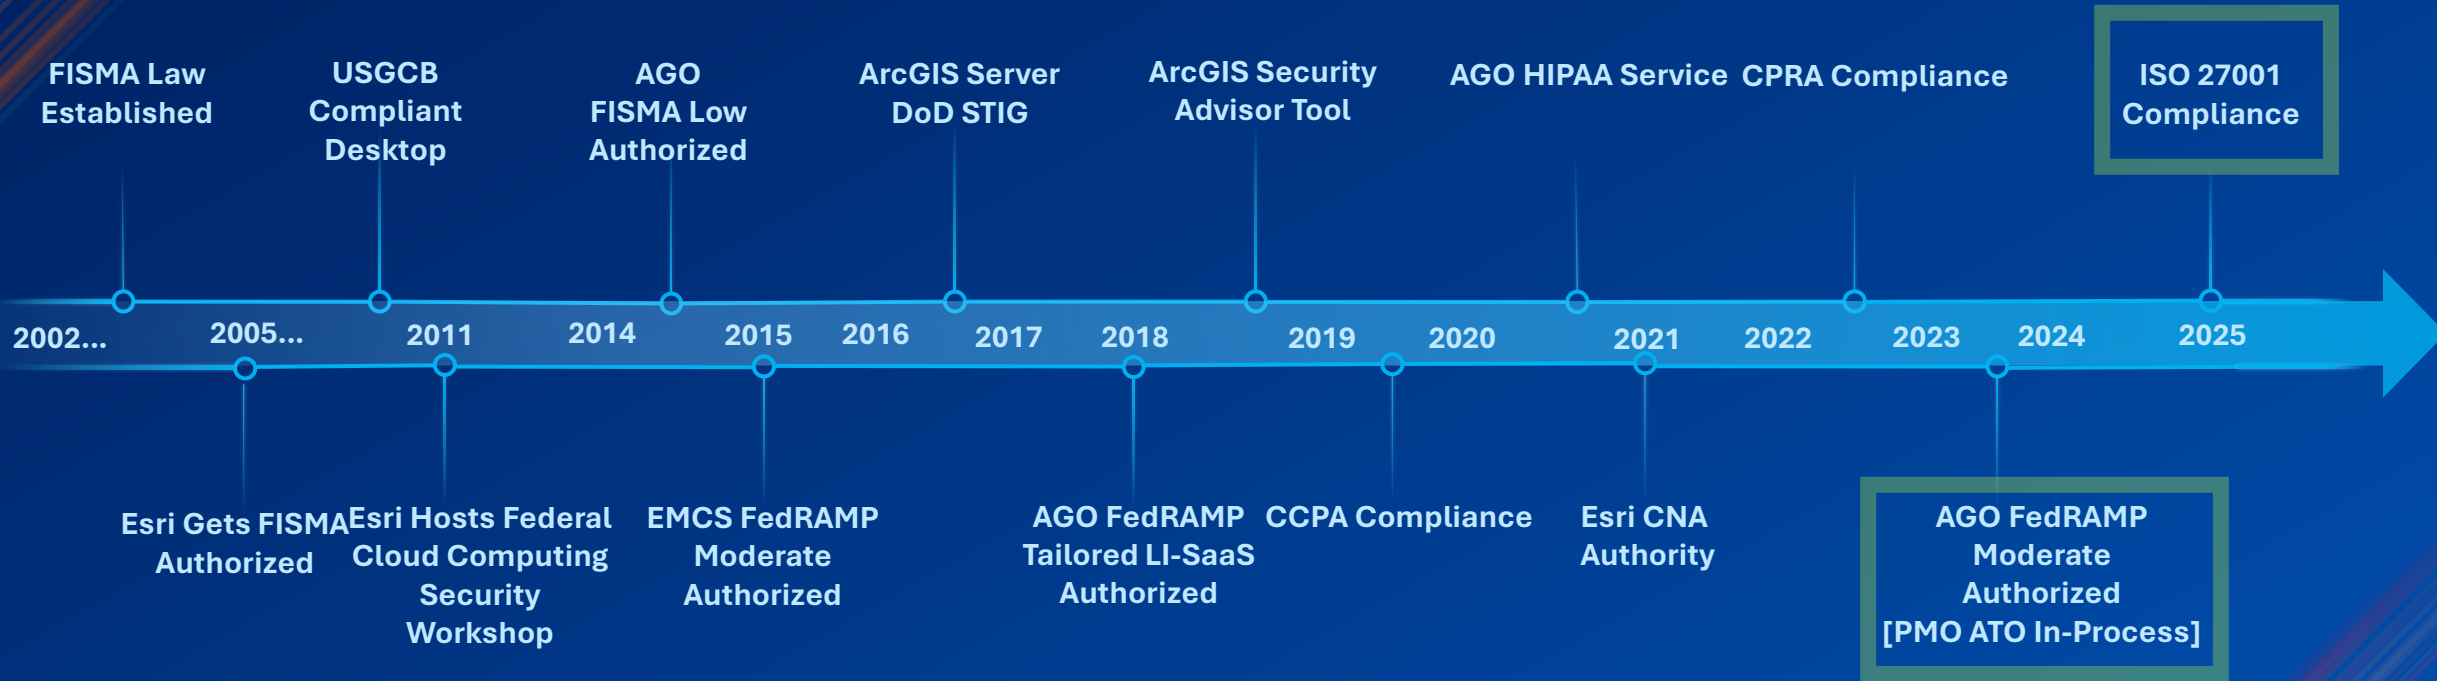 FISMA Law
Established
USGCB
Compliant
Desktop
AGO
FISMA Low
Authorized
ArcGIS Server
DoD STIG
ArcGIS Security
Advisor Tool
AGO HIPAA Service
CPRA Compliance
ISO 27001
Compliance
2002...
2005...
2011
2014
2015
2016
2017
2018
2019
2020
2021
2022
2023
2024
2025
Esri Gets FISMA
Authorized
Esri Hosts Federal
Cloud Computing
Security
Workshop
EMCS FedRAMP
Moderate
Authorized
AGO FedRAMP
Tailored LI-SaaS
Authorized
CCPA Compliance
Esri CNA
Authority
AGO FedRAMP
Moderate
Authorized
[PMO ATO In-Process]